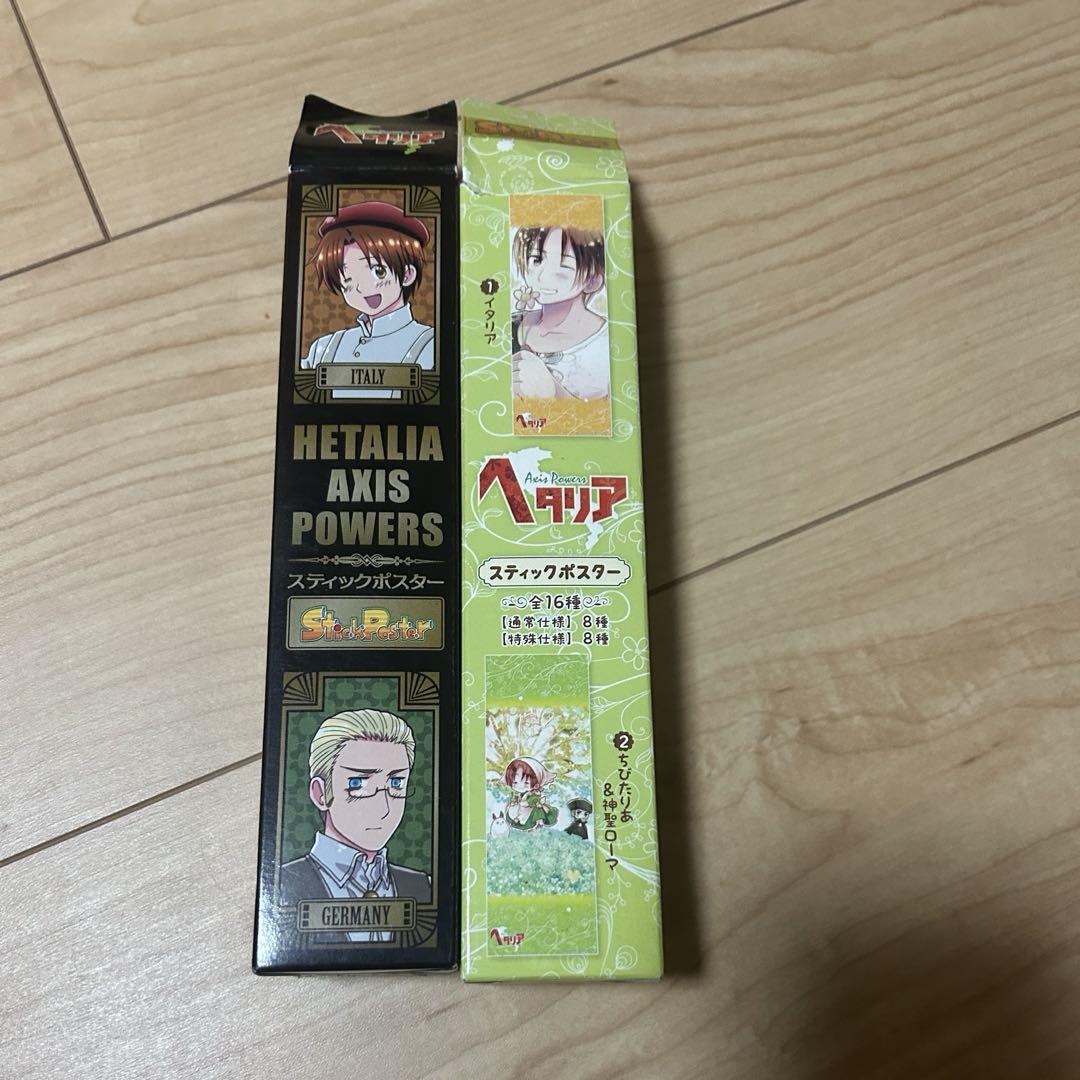 ヘタリア
ITALY
HETALIA
AXIS
POWERS
スティックポスター
StickPoster
GERMANY
1 イタリア
ヘタリア
Axis Powers
ヘタリア
スティックポスター
全16種
【通常仕様】 8種
【特殊仕様】 8種
2 ちびたりあ
&神聖ローマ
ヘタリア